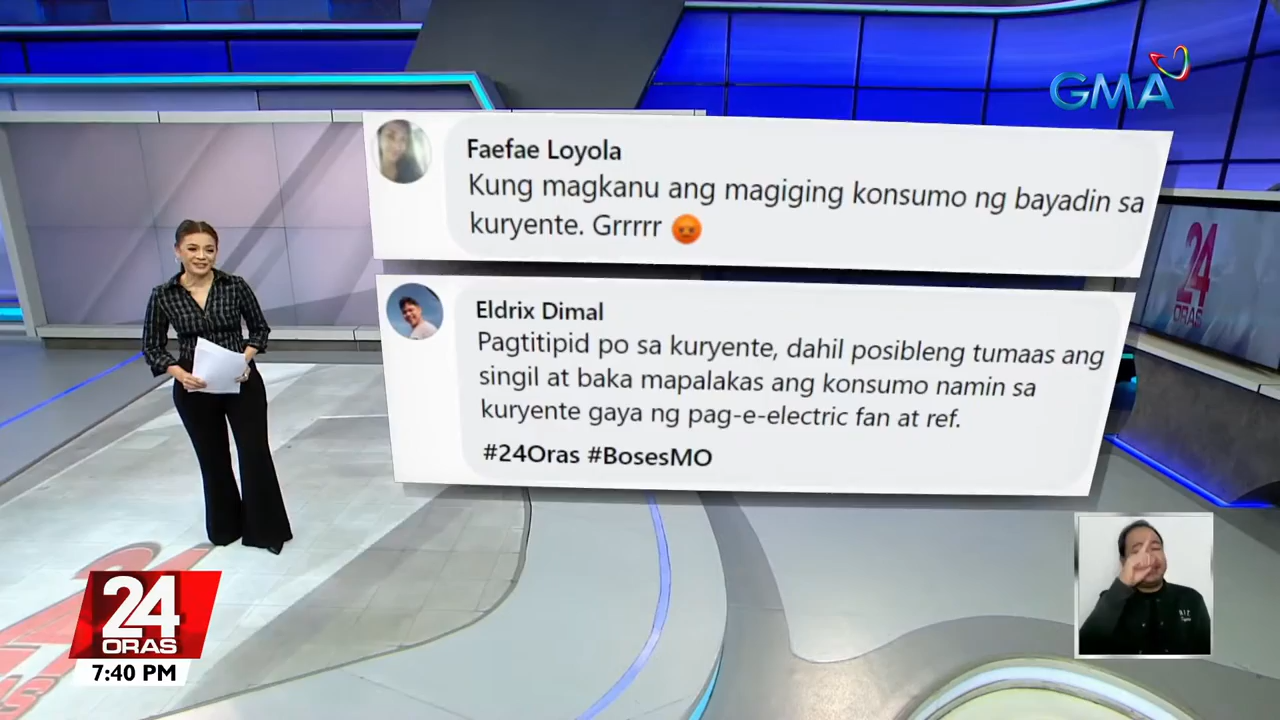 GMA
Faefae Loyola
Kung magkanu ang magiging konsumo ng bayadin sa
kuryente. Grrrrr 😡
Eldrix Dimal
Pagtitipid po sa kuryente, dahil posibleng tumaas ang
singil at baka mapalakas ang konsumo namin sa
kuryente gaya ng pag-e-electric fan at ref.
#24Oras #BosesMO
24
ORAS
24
ORAS
7:40 PM